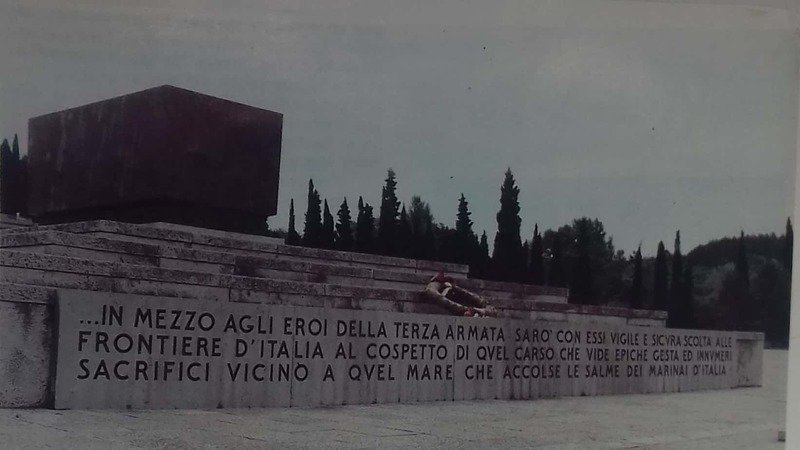 ...IN MEZZO AGLI EROI DELLA TERZA ARMATA SARO' CON ESSI VIGILE E SICVRA SCOLTA ALLE
FRONTIERE D'ITALIA AL COSPETTO DI QVEL CARSO CHE VIDE EPICHE GESTA ED INNVMERI
SACRIFICI VICINO A QVEL MARE CHE ACCOLSE LE SALME DEI MARINAI D'ITALIA